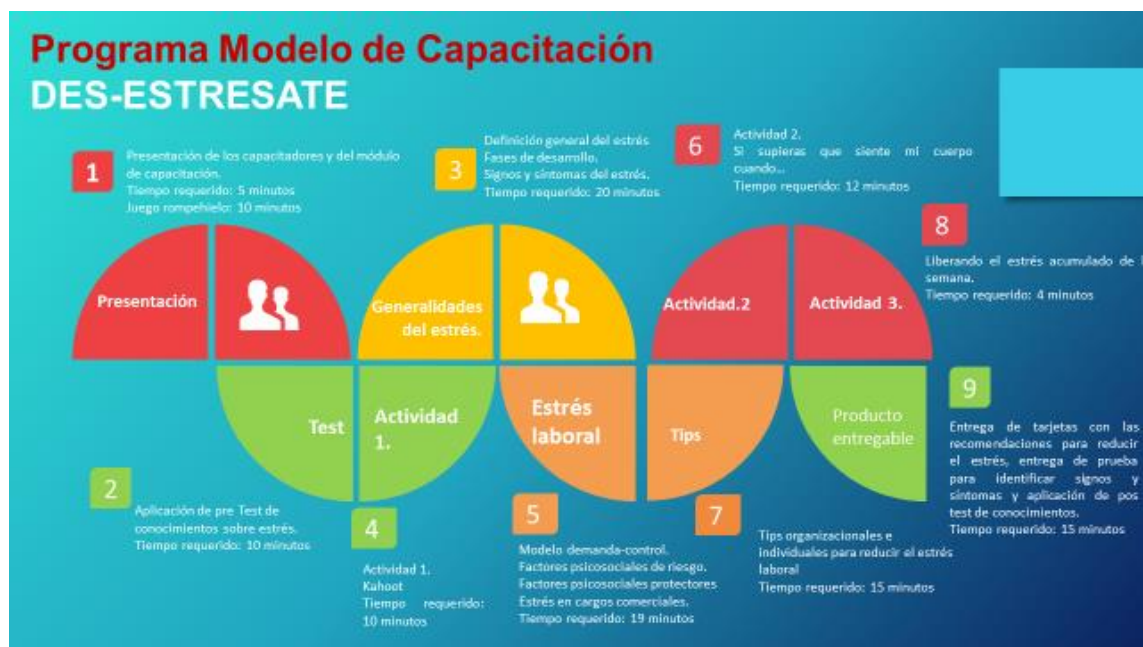 Programa Modelo de Capacitación
DES-ESTRESATE
1
Presentación de los capacitadores y del módulo
de capacitación.
Tiempo requerido: 5 minutos
Juego rompehielo: 10 minutos
3
Definición general del estrés
Fases de desarrollo.
Signos y síntomas del estrés.
Tiempo requerido: 20 minutos
6
Actividad 2.
Si supieras que siente mi cuerpo
cuando...
Tiempo requerido: 12 minutos
8
Liberando el estrés acumulado de
semana.
Tiempo requerido: 4 minutos
Presentación
Generalidades
del estrés.
Actividad.2
Actividad 3.
Test
Actividad
1.
Estrés
laboral
Tips
Producto
entregable
2
Aplicación de pre Test de
conocimientos sobre estrés.
Tiempo requerido: 10 minutos
4
Actividad 1.
Kahoot
Tiempo requerido:
10 minutos
5
Modelo demanda-control.
Factores psicosociales de riesgo.
Factores psicosociales protectores
Estrés en cargos comerciales.
Tiempo requerido: 19 minutos
7
Tips organizacionales e
individuales para reducir el estrés
laboral
Tiempo requerido: 15 minutos
9
Entrega de tarjetas con las
recomendaciones para reducir
el estrés, entrega de prueba
para identificar signos y
síntomas y aplicación de pos
test de conocimientos.
Tiempo requerido: 15 minutos